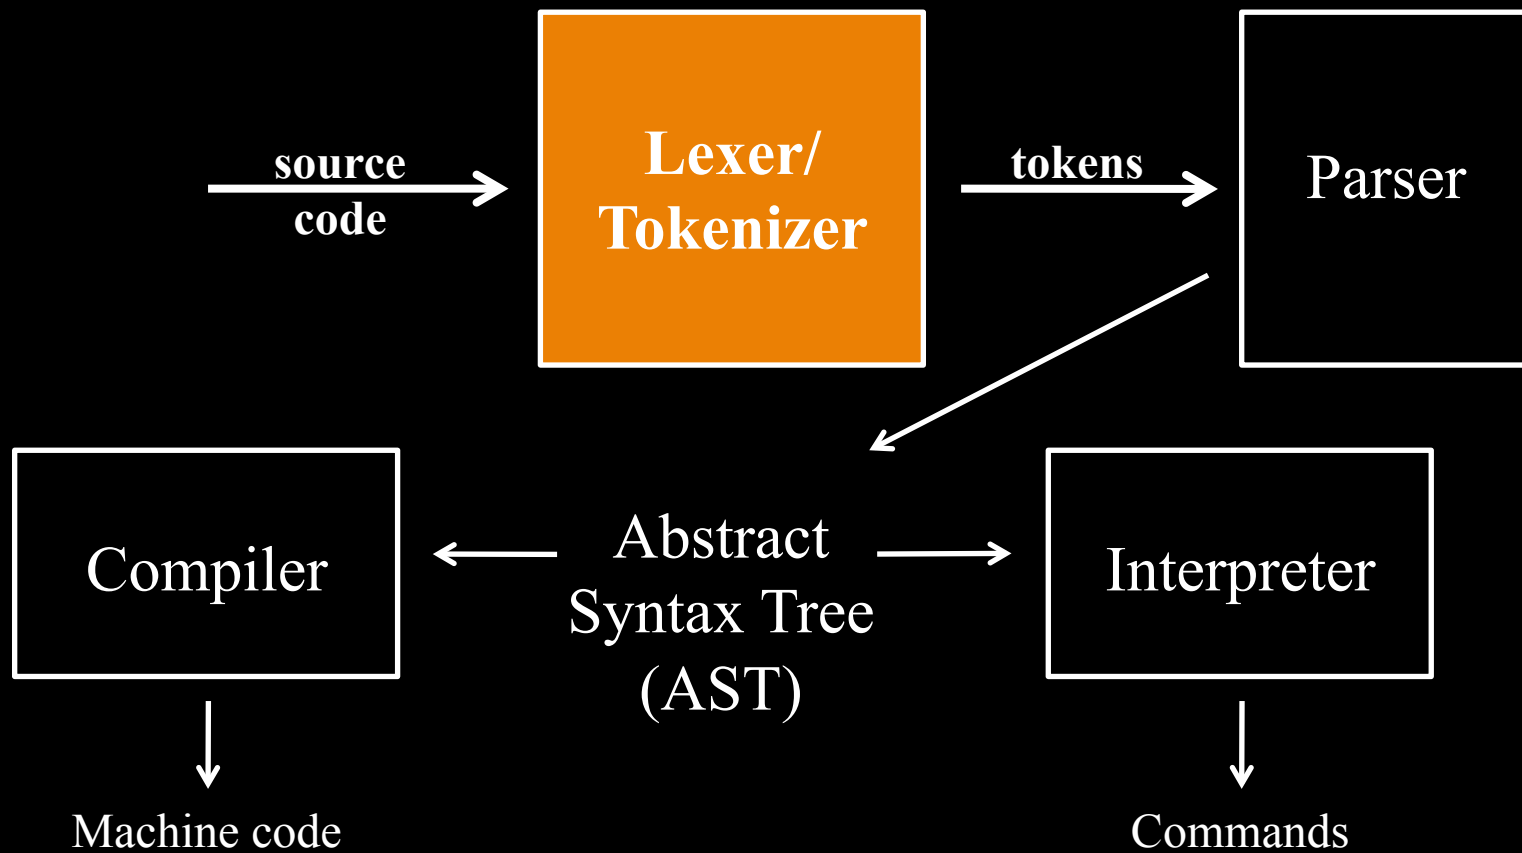 source
code
Lexer/
Tokenizer
tokens
Parser
Compiler
Abstract
Syntax Tree
(AST)
Interpreter
Machine code
Commands